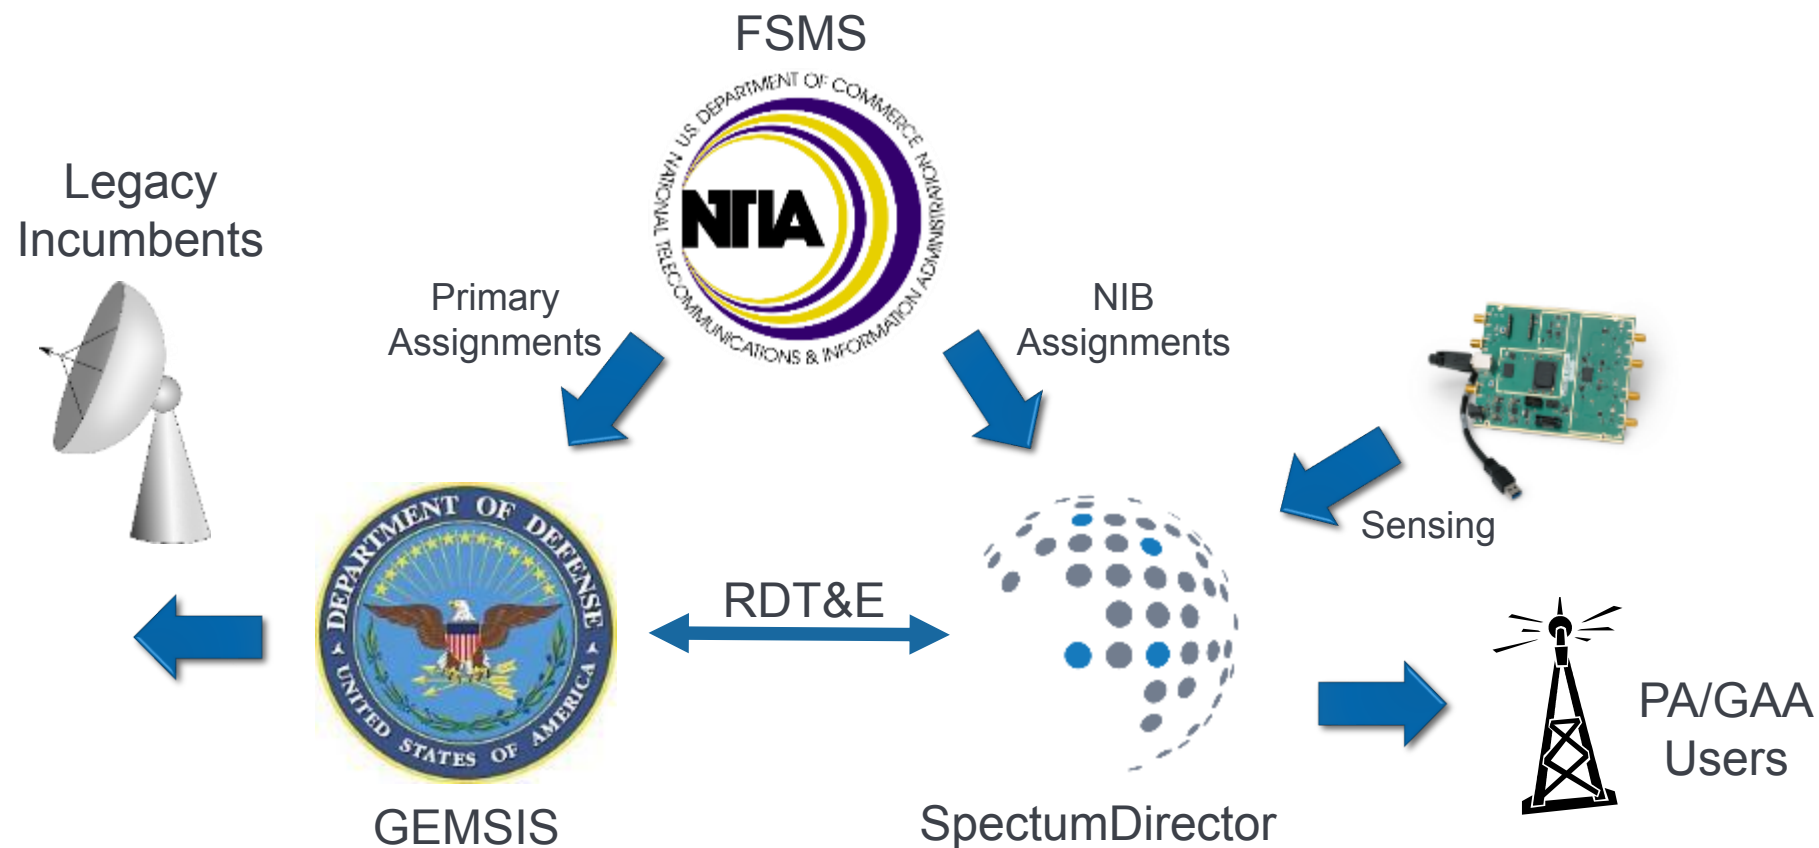 FSMS
U.S. DEPARTMENT OF COMMERCE
NATIONAL TELECOMMUNICATIONS & INFORMATION ADMINISTRATION
NTIA
Legacy
Incumbents
Primary
Assignments
NIB
Assignments
Sensing
DEPARTMENT OF DEFENSE
UNITED STATES OF AMERICA
RDT&E
PA/GAA
Users
GEMSIS
SpectumDirector